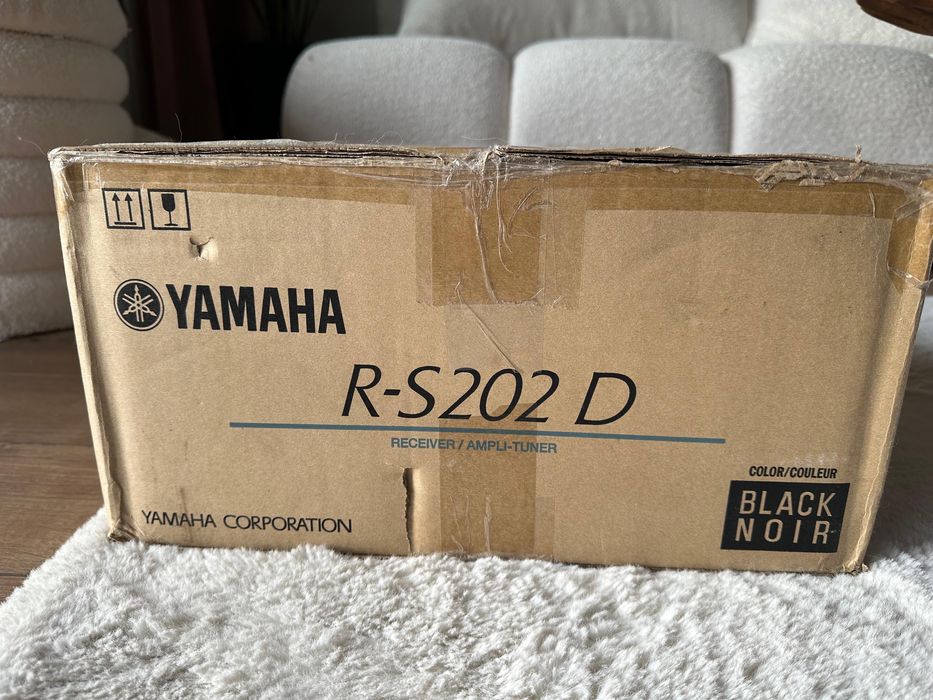 YAMAHA
R-S202 D
RECEIVER / AMPLI-TUNER
COLOR/COULEUR
BLACK
NOIR
YAMAHA CORPORATION